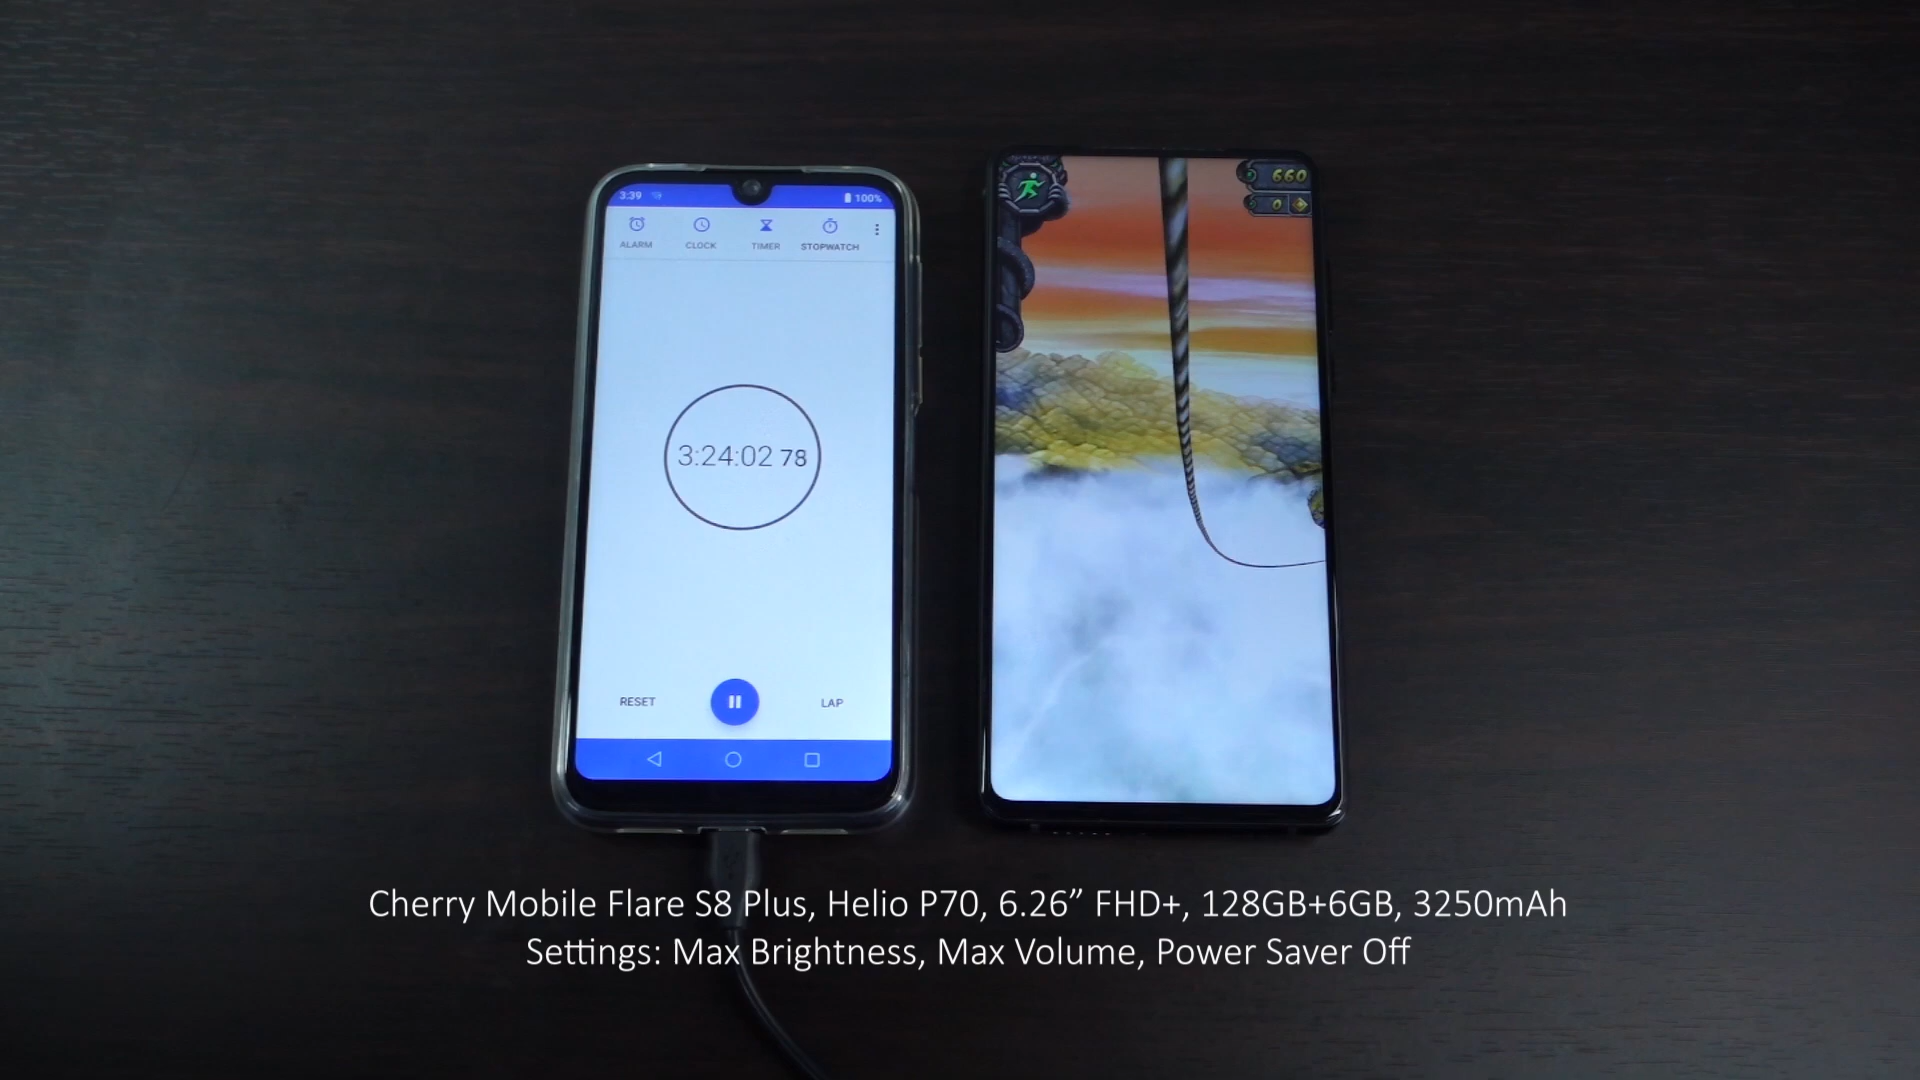 3:39
100%
ALARM
CLOCK
TIMER
STOPWATCH
3:24:02 78
RESET
LAP
660
0
Cherry Mobile Flare S8 Plus, Helio P70, 6.26” FHD+, 128GB+6GB, 3250mAh
Settings: Max Brightness, Max Volume, Power Saver Off